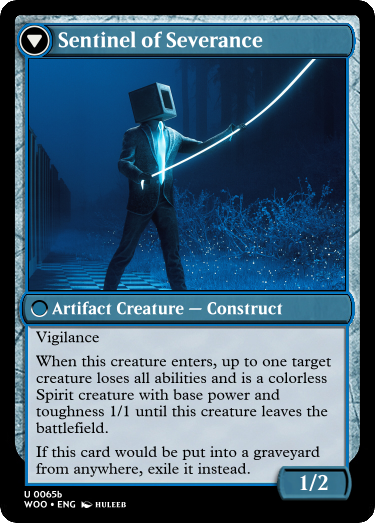 Sentinel of Severance
Artifact Creature — Construct
Vigilance
When this creature enters, up to one target
creature loses all abilities and is a colorless
Spirit creature with base power and
toughness 1/1 until this creature leaves the
battlefield.
If this card would be put into a graveyard
from anywhere, exile it instead.
1/2
U 0065b
WOO • ENG HULEEB